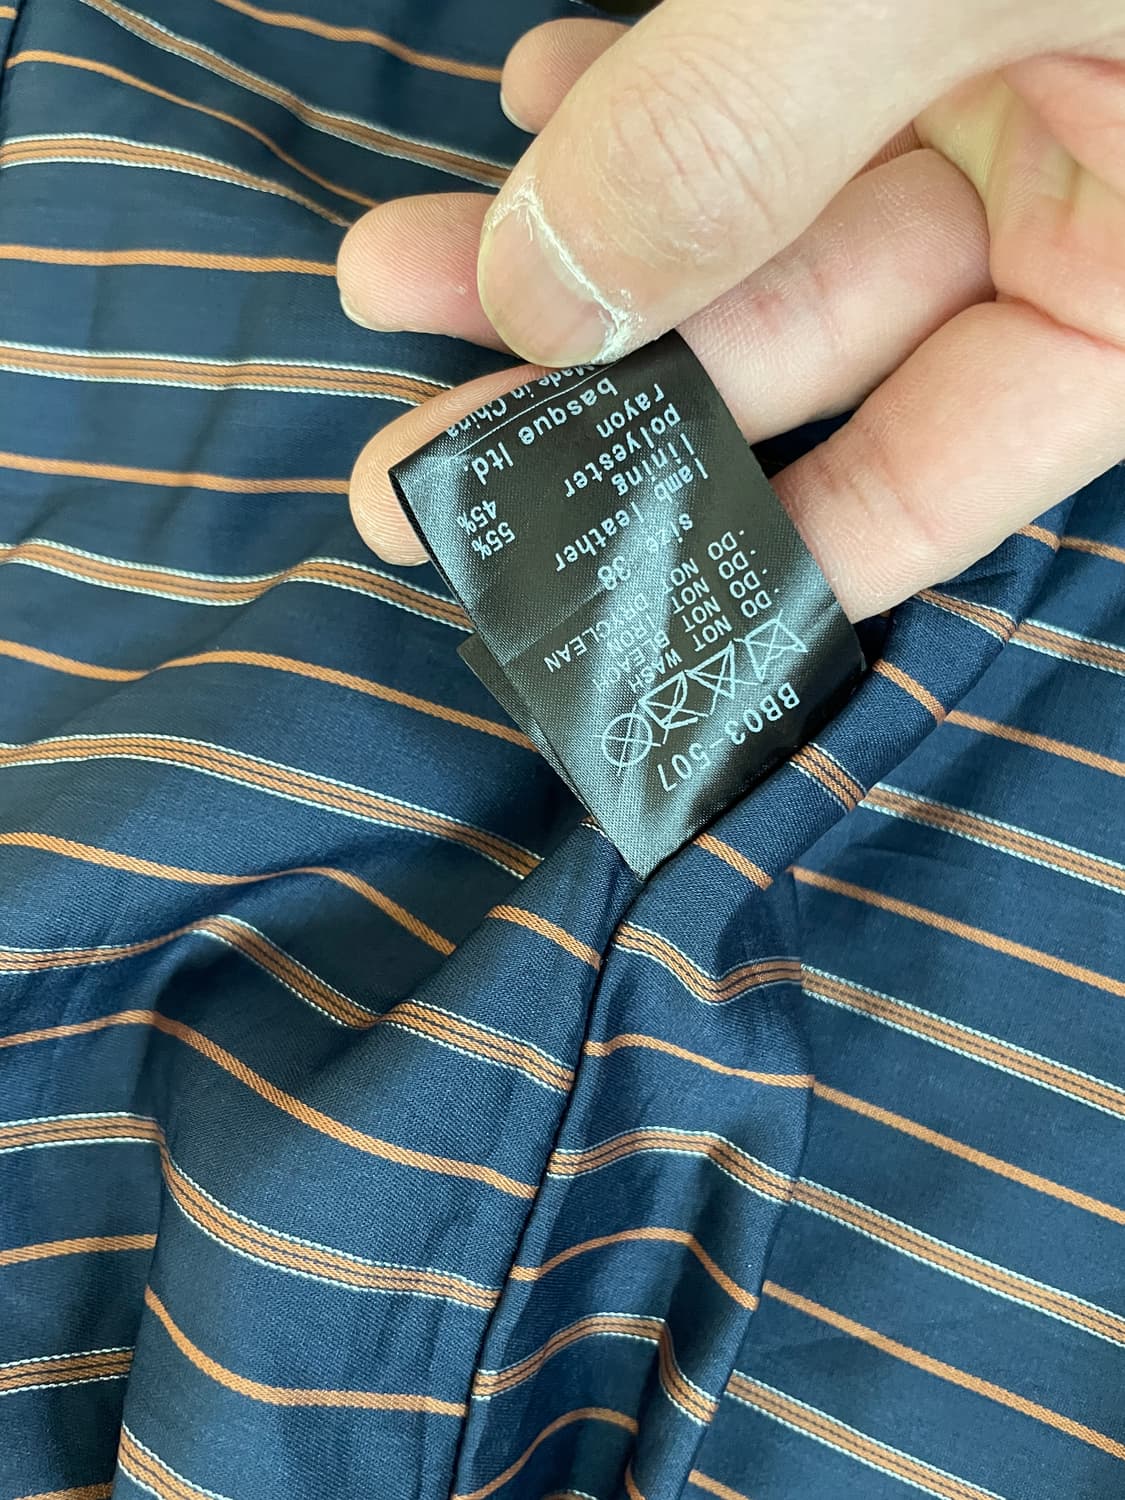 BB03-507
·DO NOT WASH
·DO NOT BLEACH
·DO NOT IRON
·DO NOT DRYCLEAN
size 38
lamb leather
lining
polyester 55%
rayon 45%
basque ltd.
Made in China